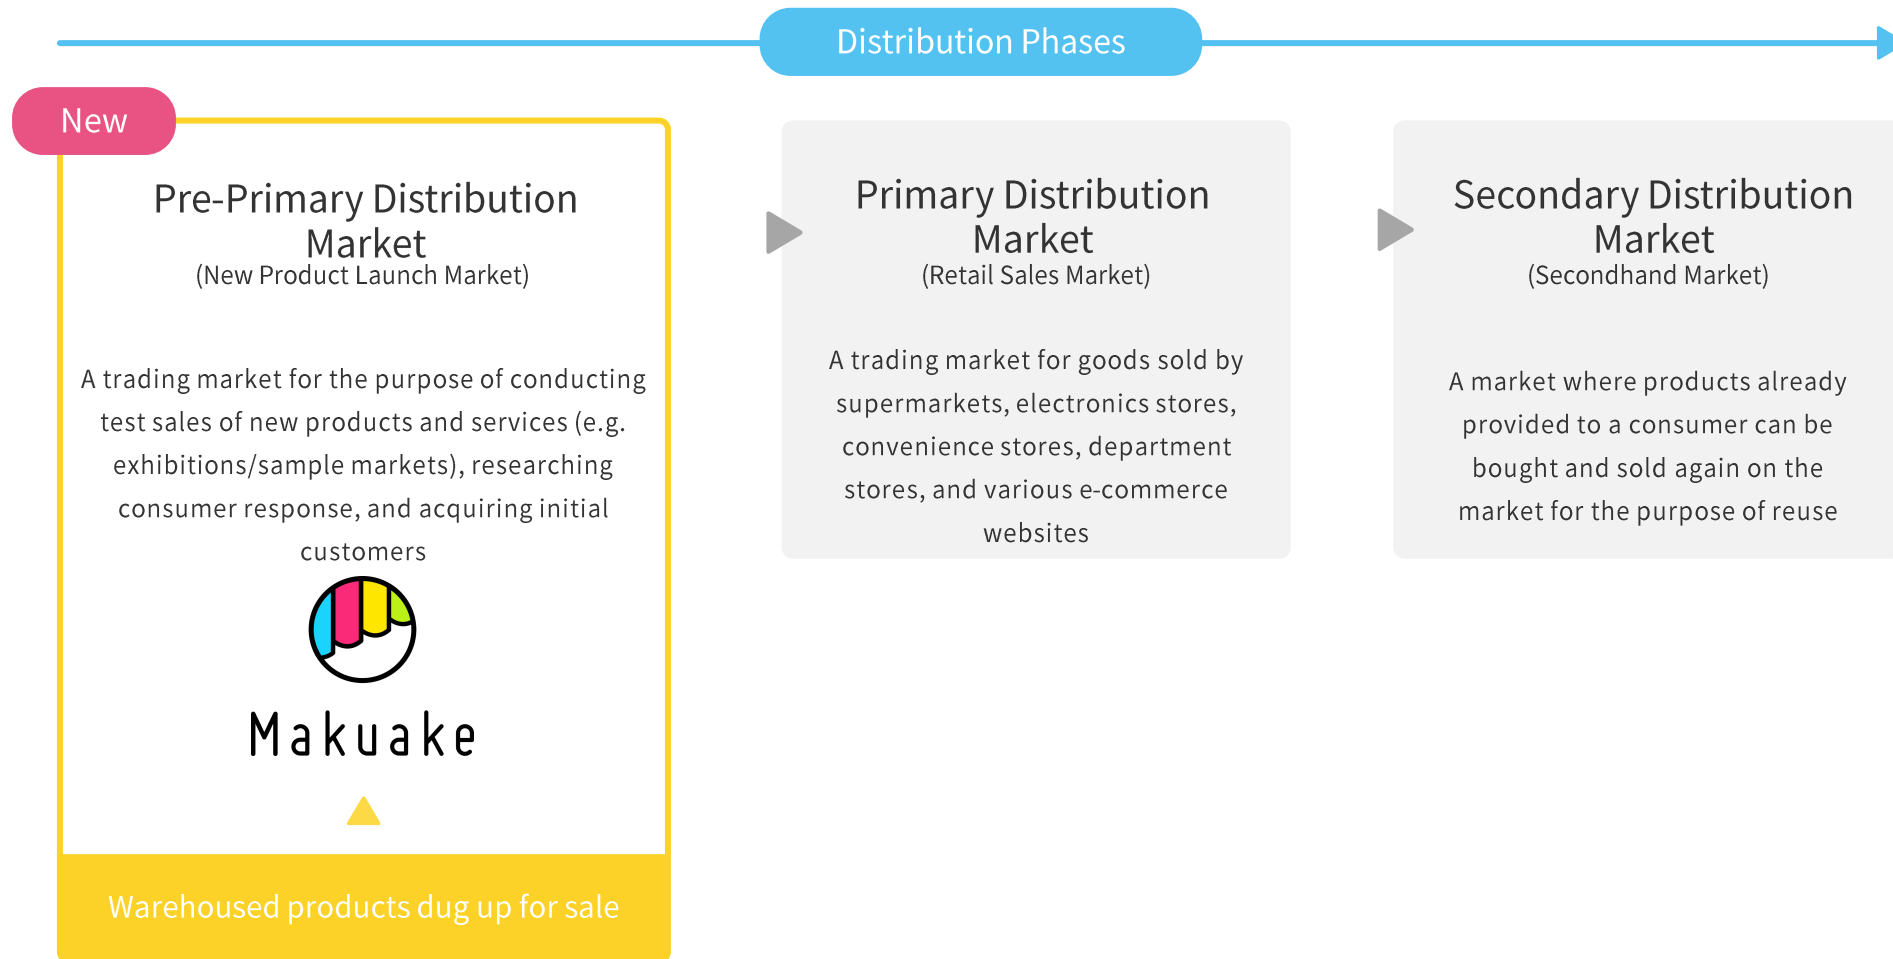 Distribution Phases
New
Pre-Primary Distribution
Market
(New Product Launch Market)
A trading market for the purpose of conducting
test sales of new products and services (e.g.
exhibitions/sample markets), researching
consumer response, and acquiring initial
customers
Makuake
Warehoused products dug up for sale
Primary Distribution
Market
(Retail Sales Market)
A trading market for goods sold by
supermarkets, electronics stores,
convenience stores, department
stores, and various e-commerce
websites
Secondary Distribution
Market
(Secondhand Market)
A market where products already
provided to a consumer can be
bought and sold again on the
market for the purpose of reuse